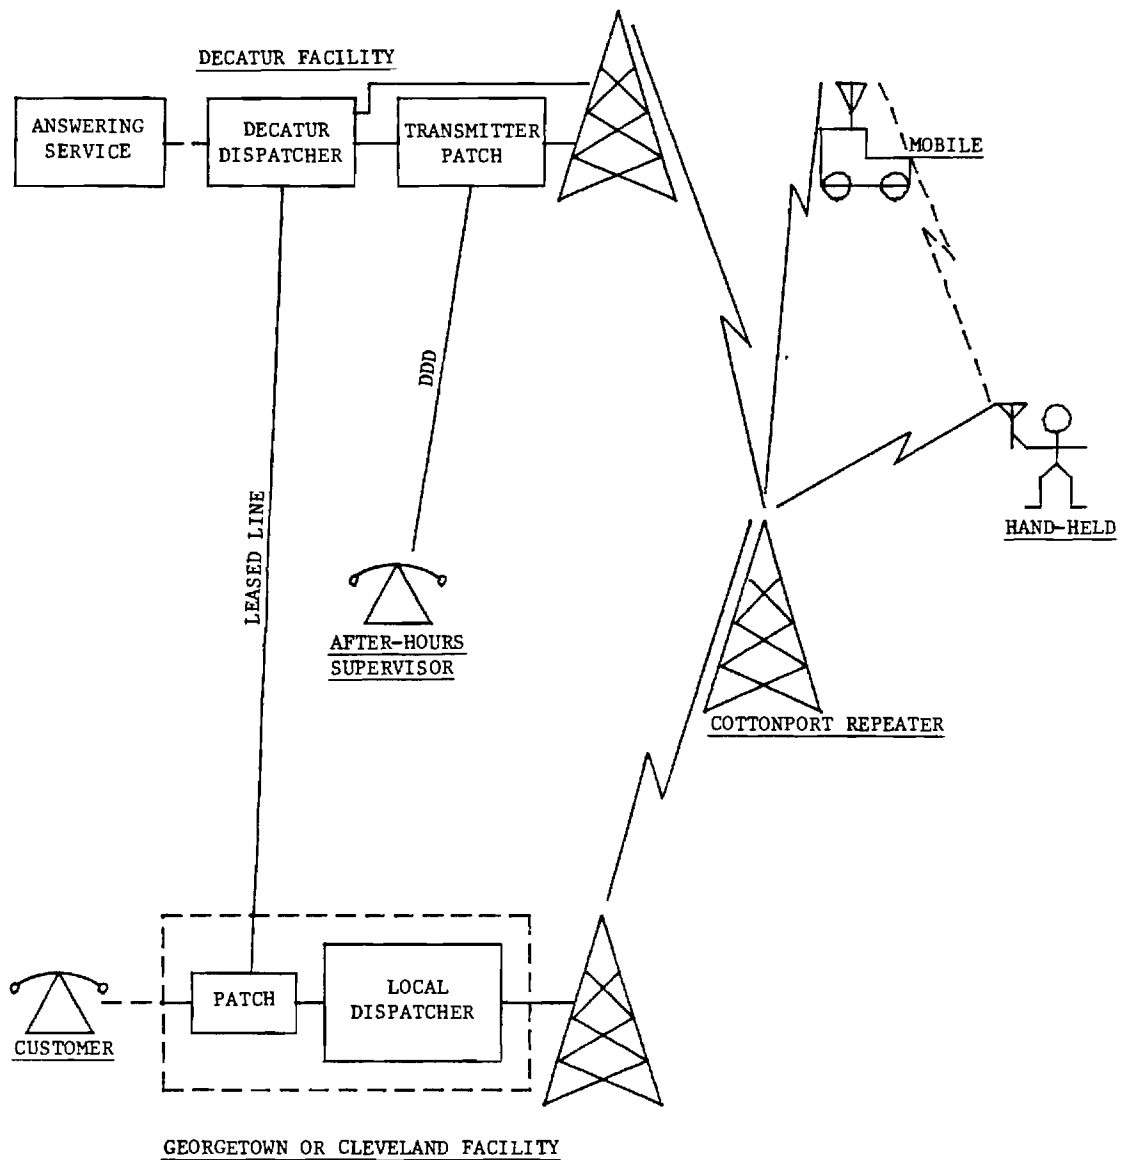 DECATUR FACILITY
ANSWERING
SERVICE
DECATUR
DISPATCHER
TRANSMITTER
PATCH
MOBILE
DDD
HAND-HELD
LEASED LINE
AFTER-HOURS
SUPERVISOR
COTTONPORT REPEATER
PATCH
LOCAL
DISPATCHER
CUSTOMER
GEORGETOWN OR CLEVELAND FACILITY